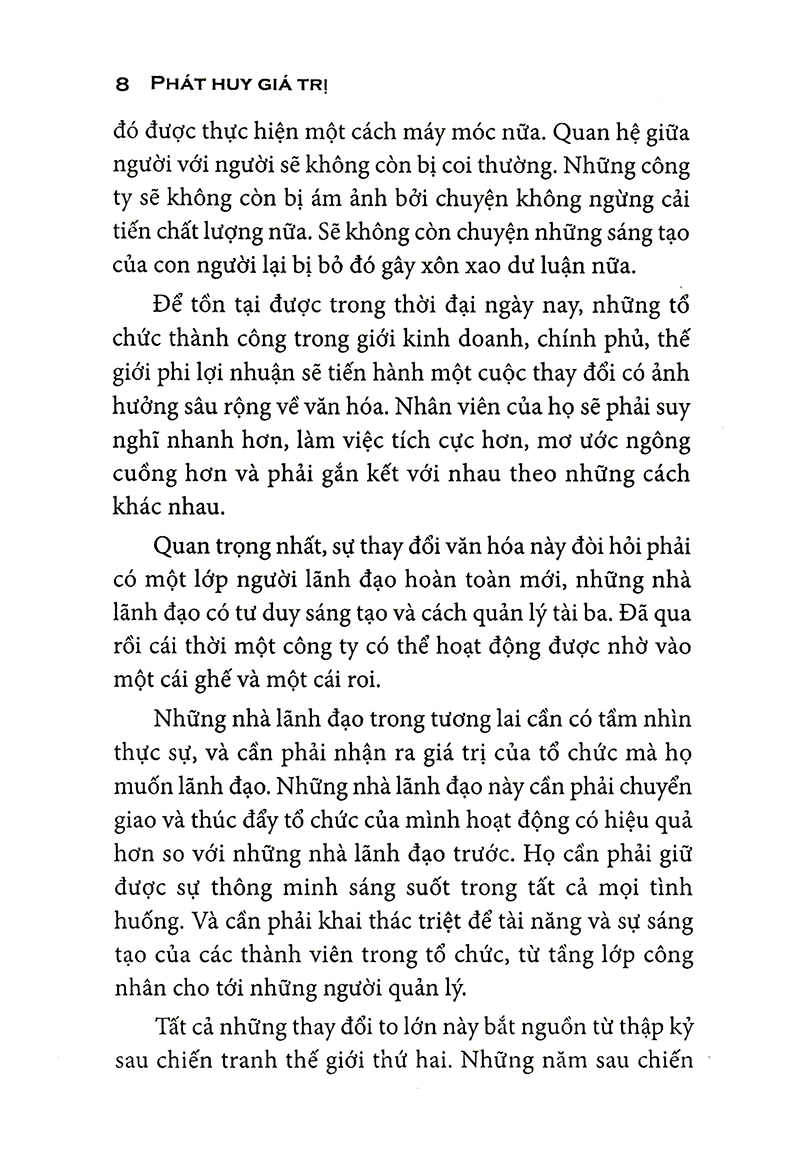 8 PHÁT HUY GIÁ TRỊ
đó được thực hiện một cách máy móc nữa. Quan hệ giữa
người với người sẽ không còn bị coi thường. Những công
ty sẽ không còn bị ám ảnh bởi chuyện không ngừng cải
tiến chất lượng nữa. Sẽ không còn chuyện những sáng tạo
của con người lại bị bỏ đó gây xôn xao dư luận nữa.
Để tồn tại được trong thời đại ngày nay, những tổ
chức thành công trong giới kinh doanh, chính phủ, thế
giới phi lợi nhuận sẽ tiến hành một cuộc thay đổi có ảnh
hưởng sâu rộng về văn hóa. Nhân viên của họ sẽ phải suy
nghĩ nhanh hơn, làm việc tích cực hơn, mơ ước ngông
cuồng hơn và phải gắn kết với nhau theo những cách
khác nhau.
Quan trọng nhất, sự thay đổi văn hóa này đòi hỏi phải
có một lớp người lãnh đạo hoàn toàn mới, những nhà
lãnh đạo có tư duy sáng tạo và cách quản lý tài ba. Đã qua
rồi cái thời một công ty có thể hoạt động được nhờ vào
một cái ghế và một cái roi.
Những nhà lãnh đạo trong tương lai cần có tầm nhìn
thực sự, và cần phải nhận ra giá trị của tổ chức mà họ
muốn lãnh đạo. Những nhà lãnh đạo này cần phải chuyển
giao và thúc đẩy tổ chức của mình hoạt động có hiệu quả
hơn so với những nhà lãnh đạo trước. Họ cần phải giữ
được sự thông minh sáng suốt trong tất cả mọi tình
huống. Và cần phải khai thác triệt để tài năng và sự sáng
tạo của các thành viên trong tổ chức, từ tầng lớp công
nhân cho tới những người quản lý.
Tất cả những thay đổi to lớn này bắt nguồn từ thập kỷ
sau chiến tranh thế giới thứ hai. Những năm sau chiến